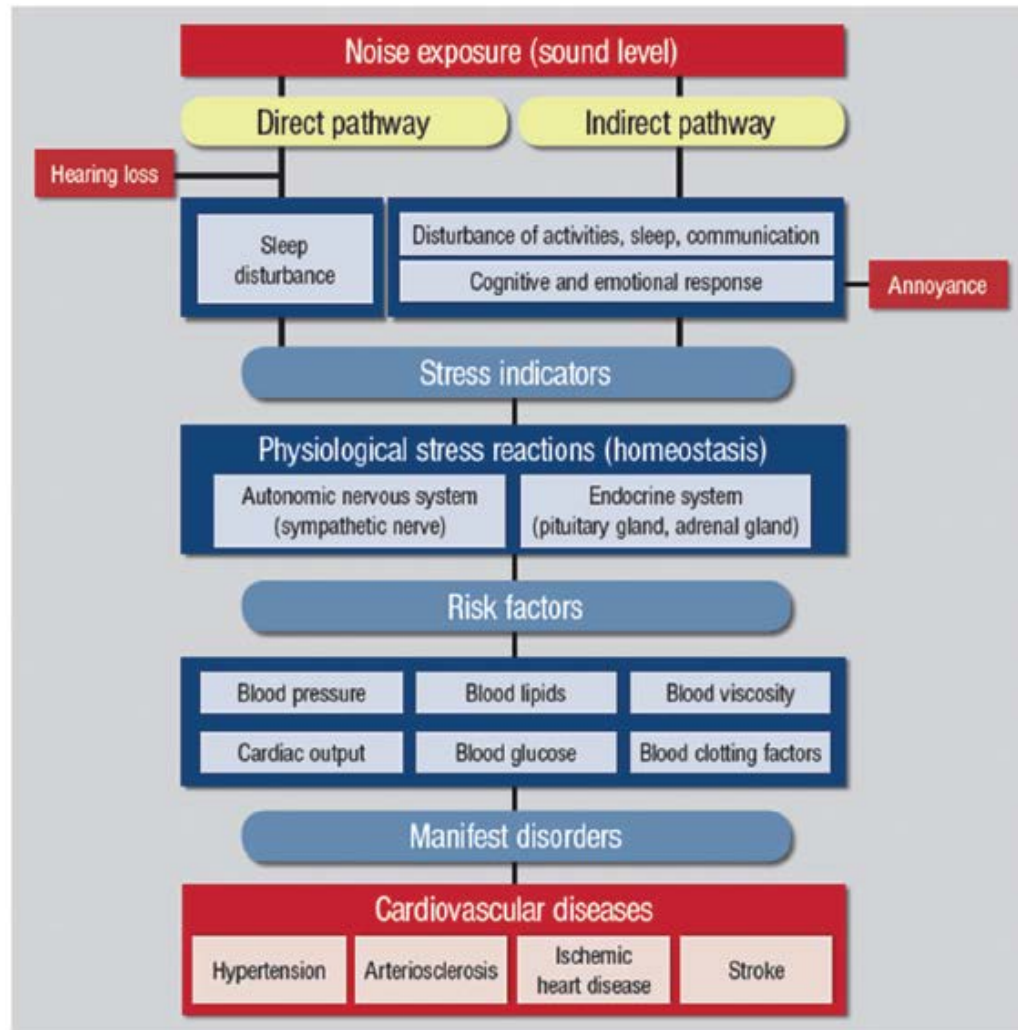 Noise exposure (sound level)
Direct pathway
Indirect pathway
Hearing loss
Sleep
disturbance
Disturbance of activities, sleep, communication
Cognitive and emotional response
Annoyance
Stress indicators
Physiological stress reactions (homeostasis)
Autonomic nervous system
(sympathetic nerve)
Endocrine system
(pituitary gland, adrenal gland)
Risk factors
Blood pressure
Blood lipids
Blood viscosity
Cardiac output
Blood glucose
Blood clotting factors
Manifest disorders
Cardiovascular diseases
Hypertension
Arteriosclerosis
Ischemic
heart disease
Stroke